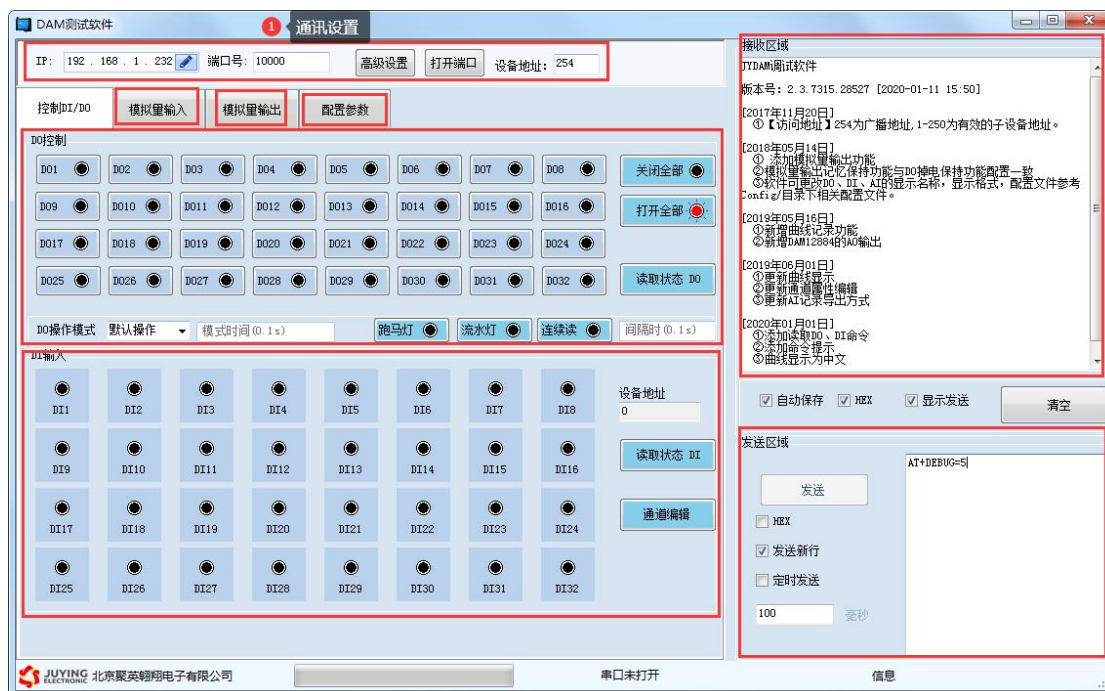 DAM测试软件
1 通讯设置
IP: 192 . 168 . 1 . 232 端口号: 10000 高级设置 打开端口 设备地址: 254
控制DI/DO 模拟量输入 模拟量输出 配置参数
DO控制
DO1 DO2 DO3 DO4 DO5 DO6 DO7 DO8 关闭全部
DO9 DO10 DO11 DO12 DO13 DO14 DO15 DO16 打开全部
DO17 DO18 DO19 DO20 DO21 DO22 DO23 DO24
DO25 DO26 DO27 DO28 DO29 DO30 DO31 DO32 读取状态 DO
DO操作模式 默认操作 模式时间(0.1s) 跑马灯 流水灯 连续读 间隔时(0.1s)
DI输入
设备地址
DI1 DI2 DI3 DI4 DI5 DI6 DI7 DI8 0
DI9 DI10 DI11 DI12 DI13 DI14 DI15 DI16 读取状态 DI
DI17 DI18 DI19 DI20 DI21 DI22 DI23 DI24 通道编辑
DI25 DI26 DI27 DI28 DI29 DI30 DI31 DI32
接收区域
JYDAM调试软件
版本号: 2.3.7315.28527 [2020-01-11 15:50]
[2017年11月20日]
①【访问地址】254为广播地址,1-250为有效的子设备地址。
[2018年05月14日]
① 添加模拟量输出功能
②模拟量输出记忆保持功能与DO掉电保持功能配置一致
③软件可更改DO、DI、AI的显示名称，显示格式，配置文件参考
Config/目录下相关配置文件。
[2019年05月16日]
①新增曲线记录功能
②新增DAM12884的AO输出
[2019年06月01日]
①更新曲线显示
②更新通道属性编辑
③更新AI记录导出方式
[2020年01月01日]
①添加读取DO、DI命令
②添加命令提示
③曲线显示为中文
自动保存 HEX 显示发送 清空
发送区域
AT+DEBUG=5
发送
HEX
发送新行
定时发送
100 毫秒
JUYING ELECTRONIC 北京聚英翱翔电子有限公司 串口未打开 信息